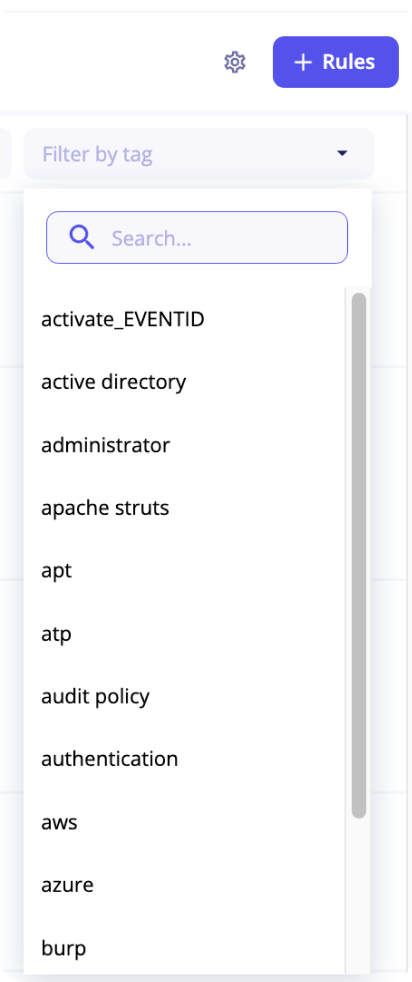 + Rules
Filter by tag
Search...
activate_EVENTID
active directory
administrator
apache struts
apt
atp
audit policy
authentication
aws
azure
burp